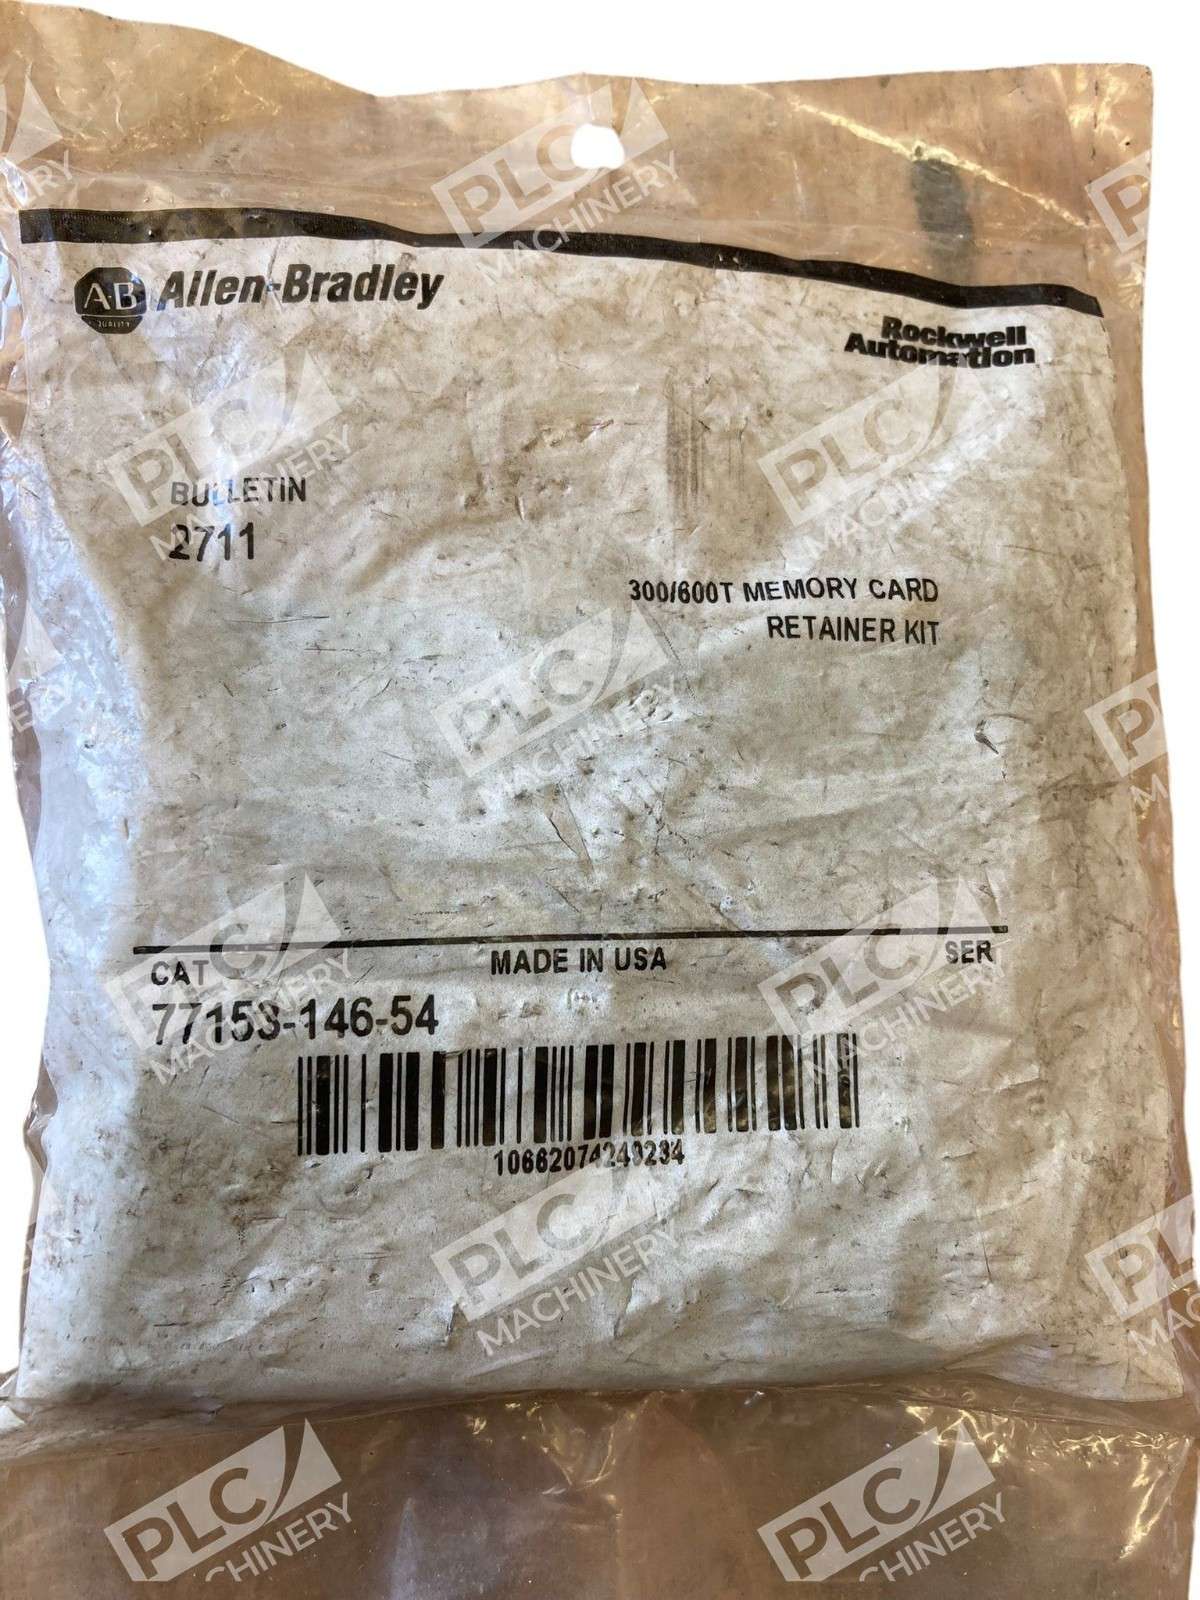 AB
QUALITY
Allen-Bradley
Rockwell
Automation
BULLETIN
2711
300/600T MEMORY CARD
RETAINER KIT
CAT
MADE IN USA
SER
77153-146-54
PLC
MACHINERY